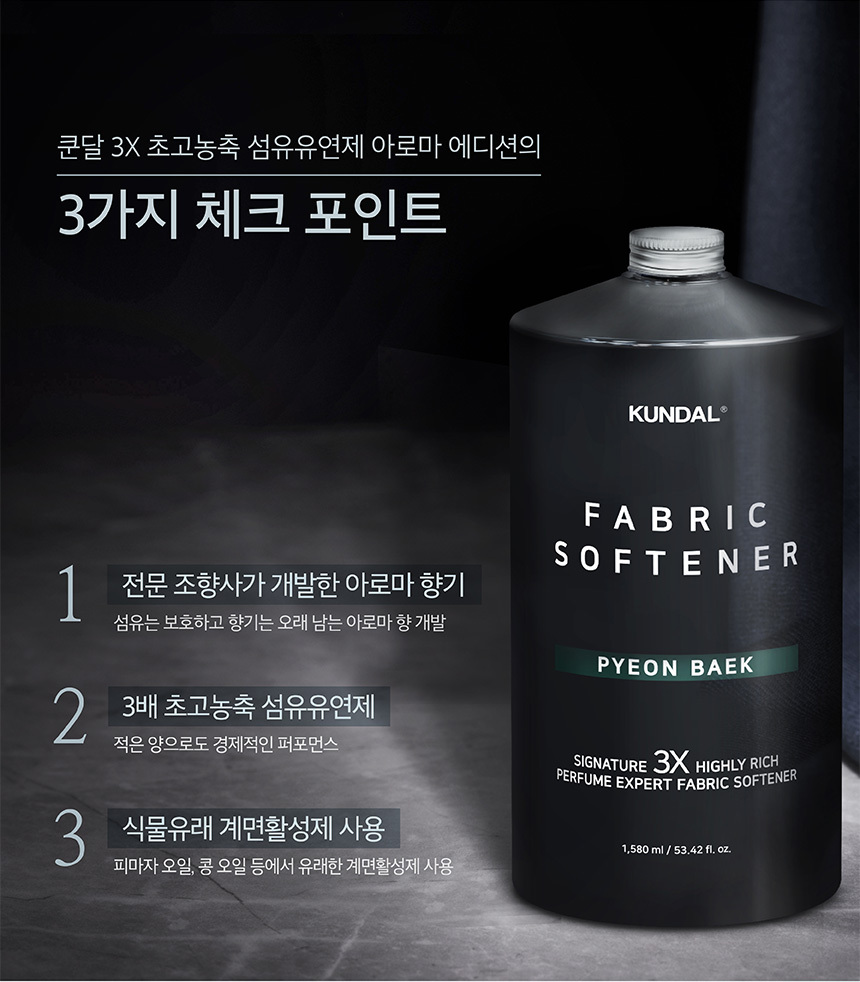 쿤달 3X 초고농축 섬유유연제 아로마 에디션의
3가지 체크 포인트
1 전문 조향사가 개발한 아로마 향기
섬유는 보호하고 향기는 오래 남는 아로마 향 개발
2 3배 초고농축 섬유유연제
적은 양으로도 경제적인 퍼포먼스
3 식물유래 계면활성제 사용
피마자 오일, 콩 오일 등에서 유래한 계면활성제 사용
KUNDAL®
FABRIC
SOFTENER
PYEON BAEK
SIGNATURE 3X HIGHLY RICH
PERFUME EXPERT FABRIC SOFTENER
1,580 ml / 53.42 fl. oz.